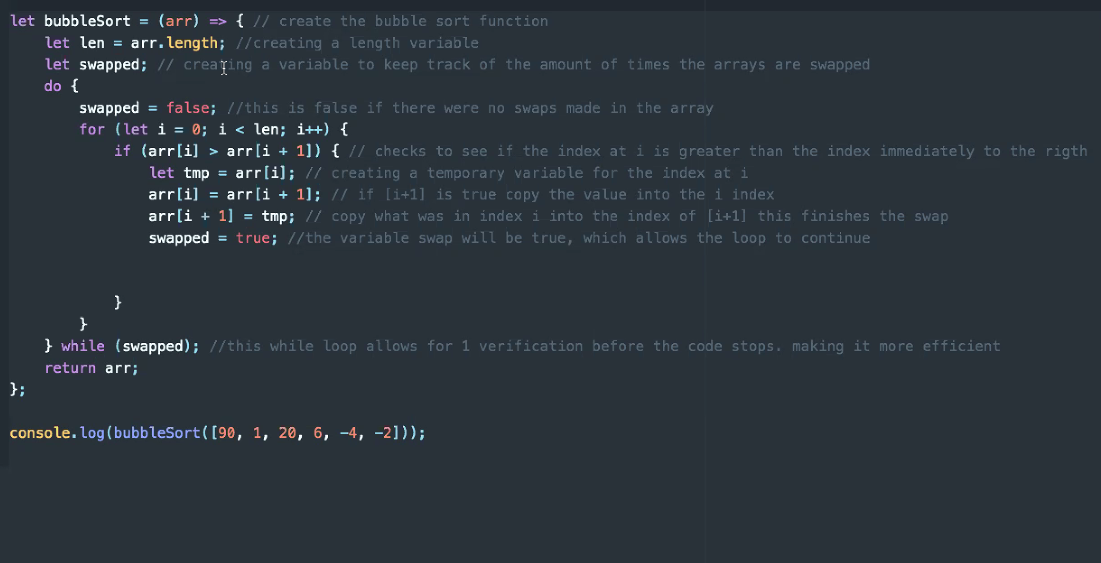 let bubbleSort = (arr) => { // create the bubble sort function
    let len = arr.length; //creating a length variable
    let swapped; // creating a variable to keep track of the amount of times the arrays are swapped
    do {
        swapped = false; //this is false if there were no swaps made in the array
        for (let i = 0; i < len; i++) {
            if (arr[i] > arr[i + 1]) { // checks to see if the index at i is greater than the index immediately to the rigth
                let tmp = arr[i]; // creating a temporary variable for the index at i
                arr[i] = arr[i + 1]; // if [i+1] is true copy the value into the i index
                arr[i + 1] = tmp; // copy what was in index i into the index of [i+1] this finishes the swap
                swapped = true; //the variable swap will be true, which allows the loop to continue
            }
        }
    } while (swapped); //this while loop allows for 1 verification before the code stops. making it more efficient
    return arr;
};
console.log(bubbleSort([90, 1, 20, 6, -4, -2]));